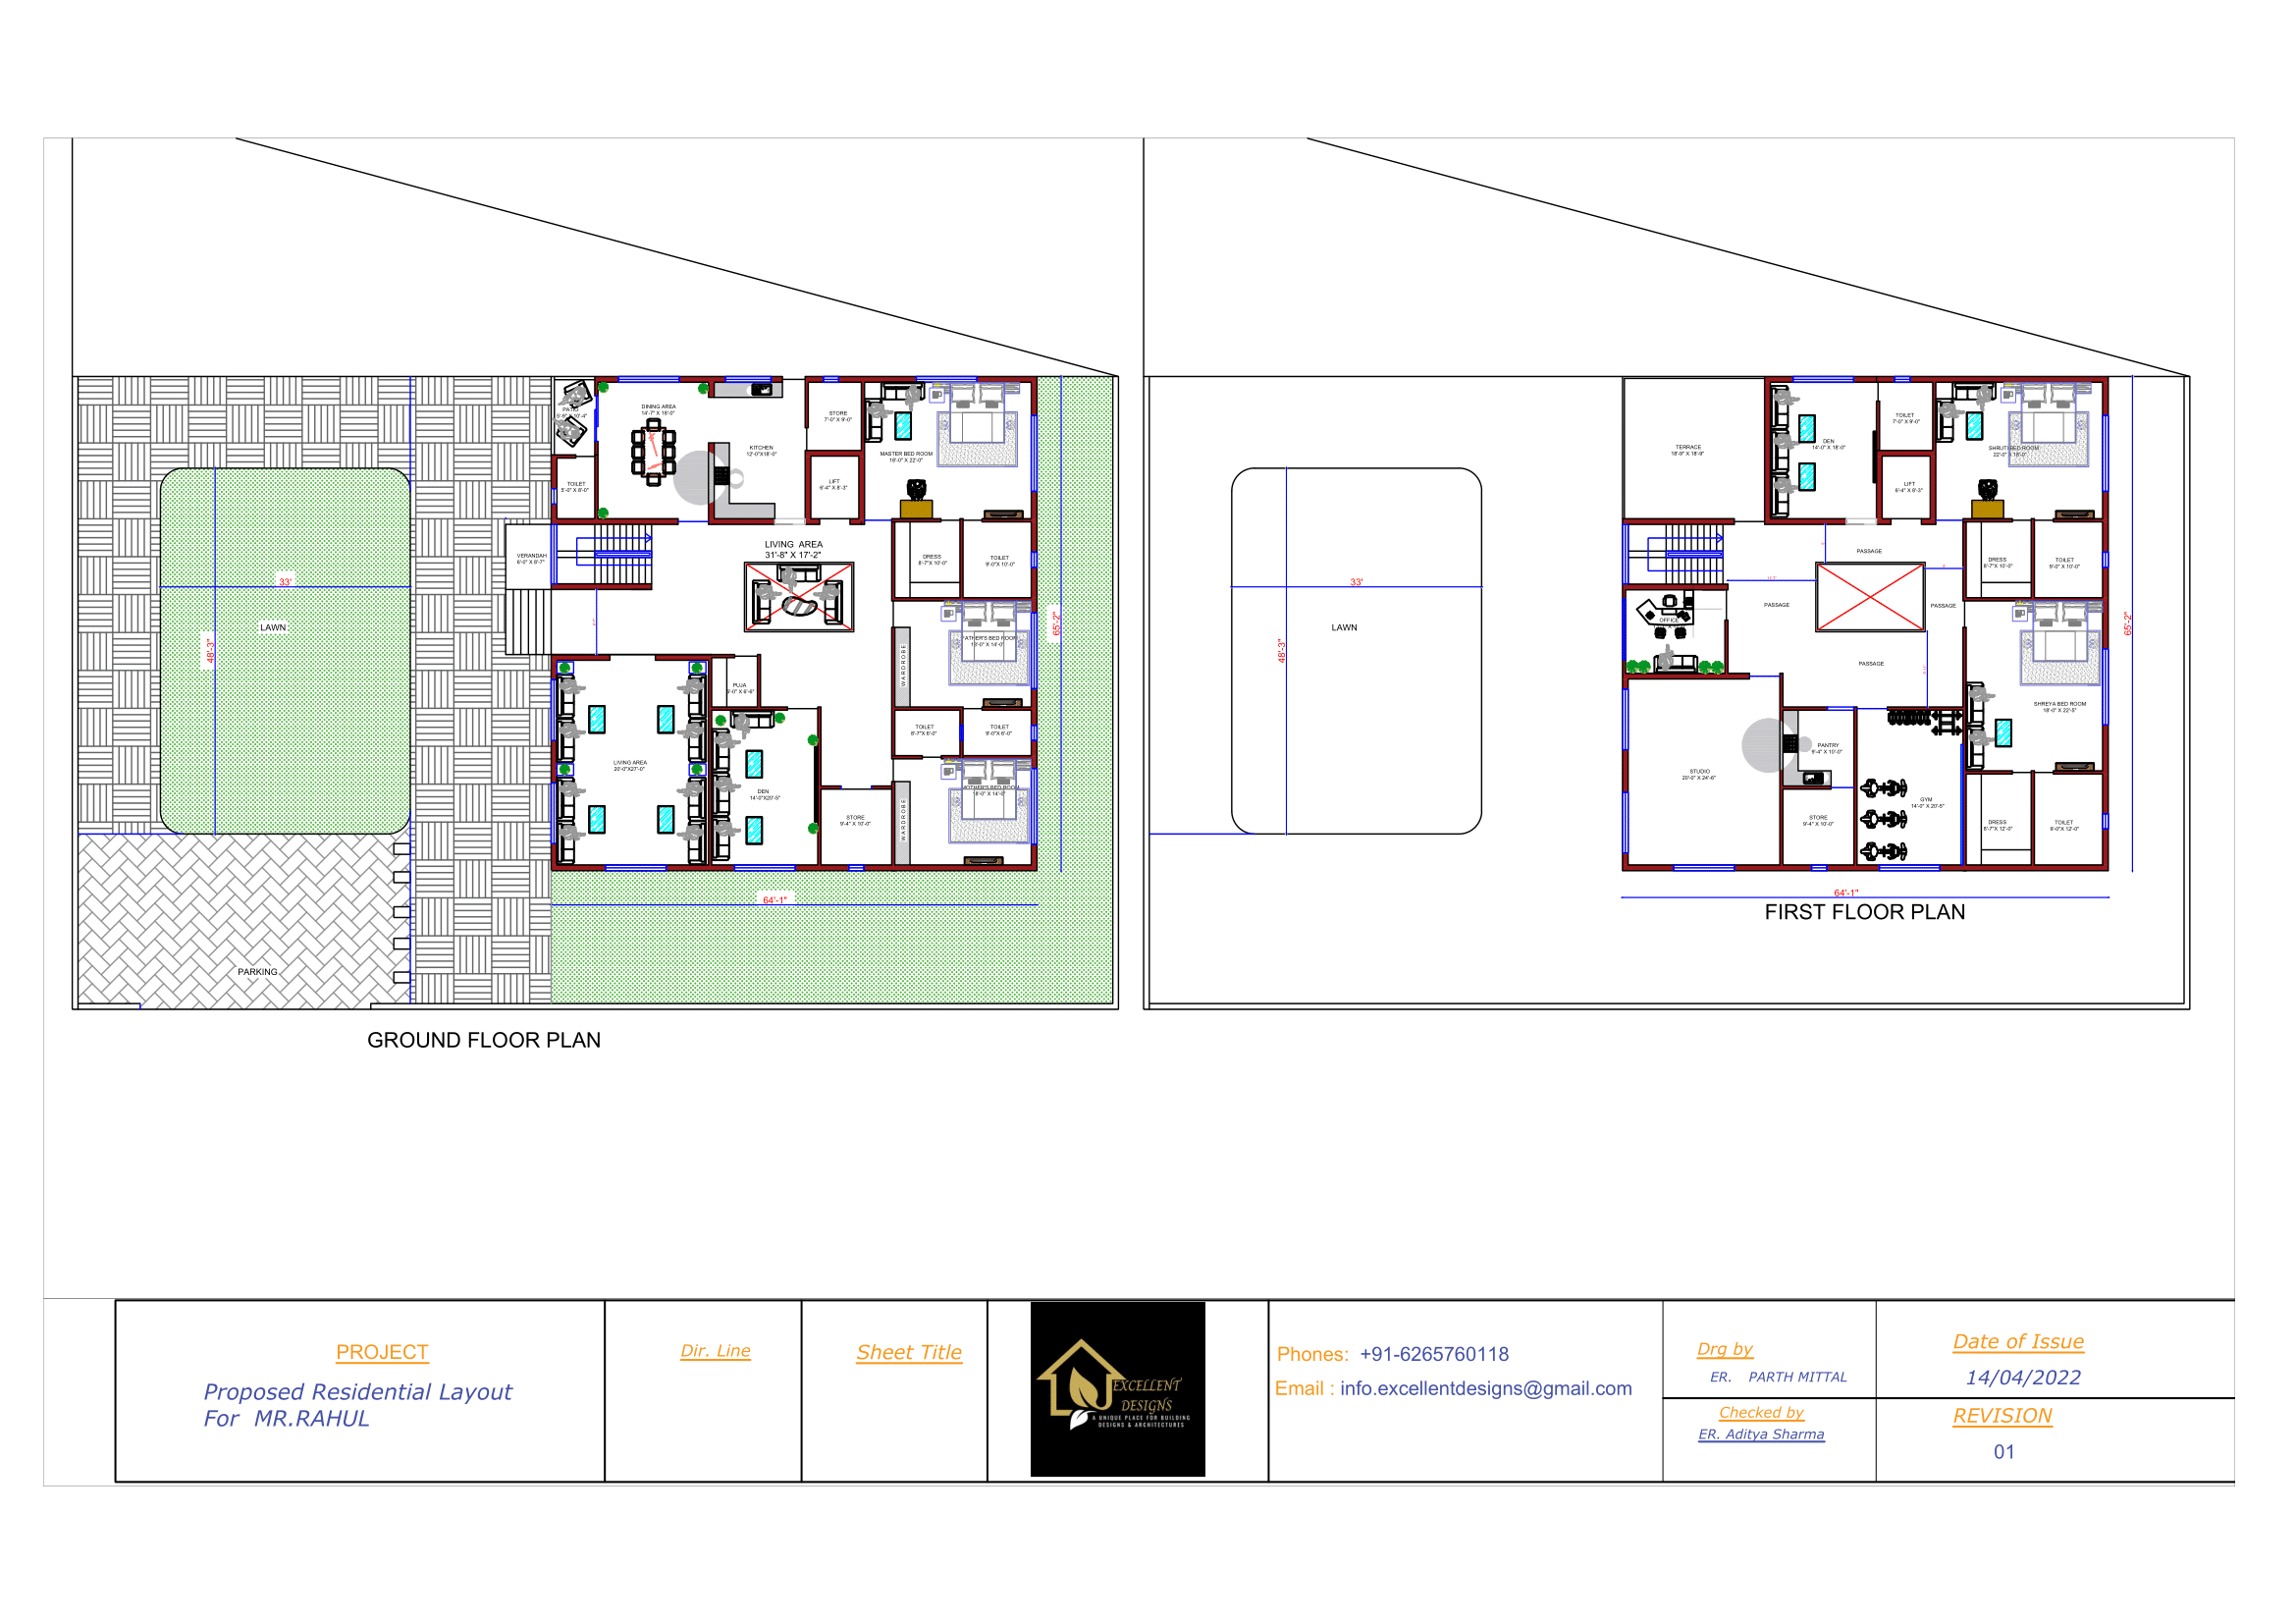 PATIO
5'-6" X 10'-4"
DINING AREA
14'-7" X 18'-0"
KITCHEN
12'-0"X18'-0"
STORE
7'-0" X 9'-0"
MASTER BED ROOM
16'-0" X 22'-0"
TOILET
5'-0" X 8'-0"
LIFT
6'-4" X 8'-3"
VERANDAH
6'-0" X 8'-7"
LIVING AREA
31'-8" X 17'-2"
DRESS
8'-7"X 10'-0"
TOILET
9'-0"X 10'-0"
33'
LAWN
48'-3"
65'-2"
FATHER'S BED ROOM
WARDROBE
PUJA
TOILET
8'-7"X 6'-0"
TOILET
9'-0"X 6'-0"
LIVING AREA
20'-0"X27'-0"
DEN
14'-0"X20'-5"
STORE
9'-4" X 10'-0"
MOTHER'S BED ROOM
18'-0" X 14'-0"
WARDROBE
64'-1"
PARKING
GROUND FLOOR PLAN
TERRACE
18'-9" X 18'-9"
DEN
14'-0" X 18'-0"
TOILET
7'-0" X 9'-0"
SHRUTI BED ROOM
22'-0" X 16'-0"
LIFT
6'-4" X 8'-3"
PASSAGE
DRESS
8'-7"X 10'-0"
TOILET
9'-0" X 10'-0"
33'
LAWN
48'-3"
OFFICE
PASSAGE
PASSAGE
65'-2"
PASSAGE
SHREYA BED ROOM
18'-0" X 22'-5"
STUDIO
20'-0" X 24'-6"
PANTRY
9'-4" X 10'-0"
STORE
9'-4" X 10'-0"
GYM
14'-0" X 20'-5"
DRESS
8'-7"X 12'-0"
TOILET
9'-0"X 12'-0"
64'-1"
FIRST FLOOR PLAN
PROJECT
Proposed Residential Layout
For MR.RAHUL
Dir. Line
Sheet Title
EXCELLENT
DESIGNS
A UNIQUE PLACE FOR BUILDING
DESIGNS & ARCHITECTURES
Phones: +91-6265760118
Email : info.excellentdesigns@gmail.com
Drg by
ER. PARTH MITTAL
Checked by
ER. Aditya Sharma
Date of Issue
14/04/2022
REVISION
01